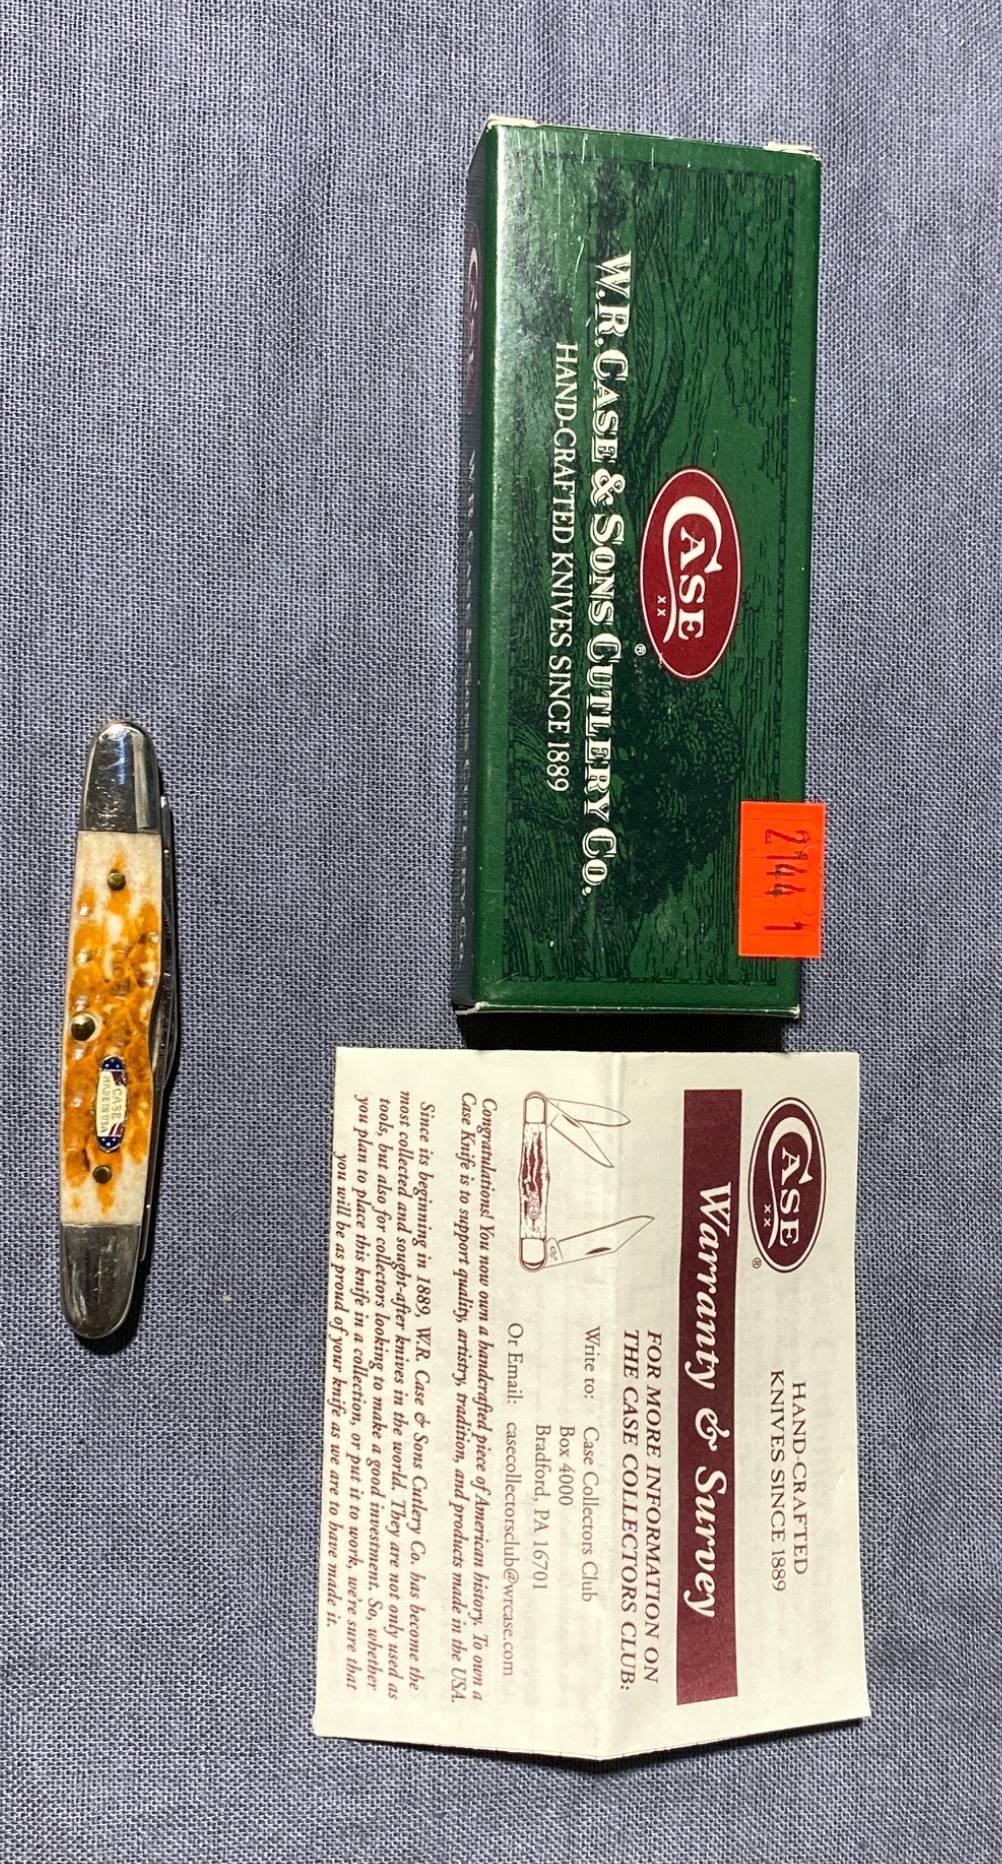 CASE
XX
®
W.R. CASE & SONS CUTLERY CO.
HAND-CRAFTED KNIVES SINCE 1889
2744 1
CASE
MADE IN USA
CASE
XX
®
HAND-CRAFTED
KNIVES SINCE 1889
Warranty & Survey
FOR MORE INFORMATION ON
THE CASE COLLECTORS CLUB:
Write to: Case Collectors Club
Box 4000
Bradford, PA 16701
Or Email: casecollectorsclub@wrcase.com
Congratulations! You now own a handcrafted piece of American history. To own a
Case Knife is to support quality, artistry, tradition, and products made in the USA.
Since its beginning in 1889, W.R. Case & Sons Cutlery Co. has become the
most collected and sought-after knives in the world. They are not only used as
tools, but also for collectors looking to make a good investment. So, whether
you plan to place this knife in a collection, or put it to work, we're sure that
you will be as proud of your knife as we are to have made it.